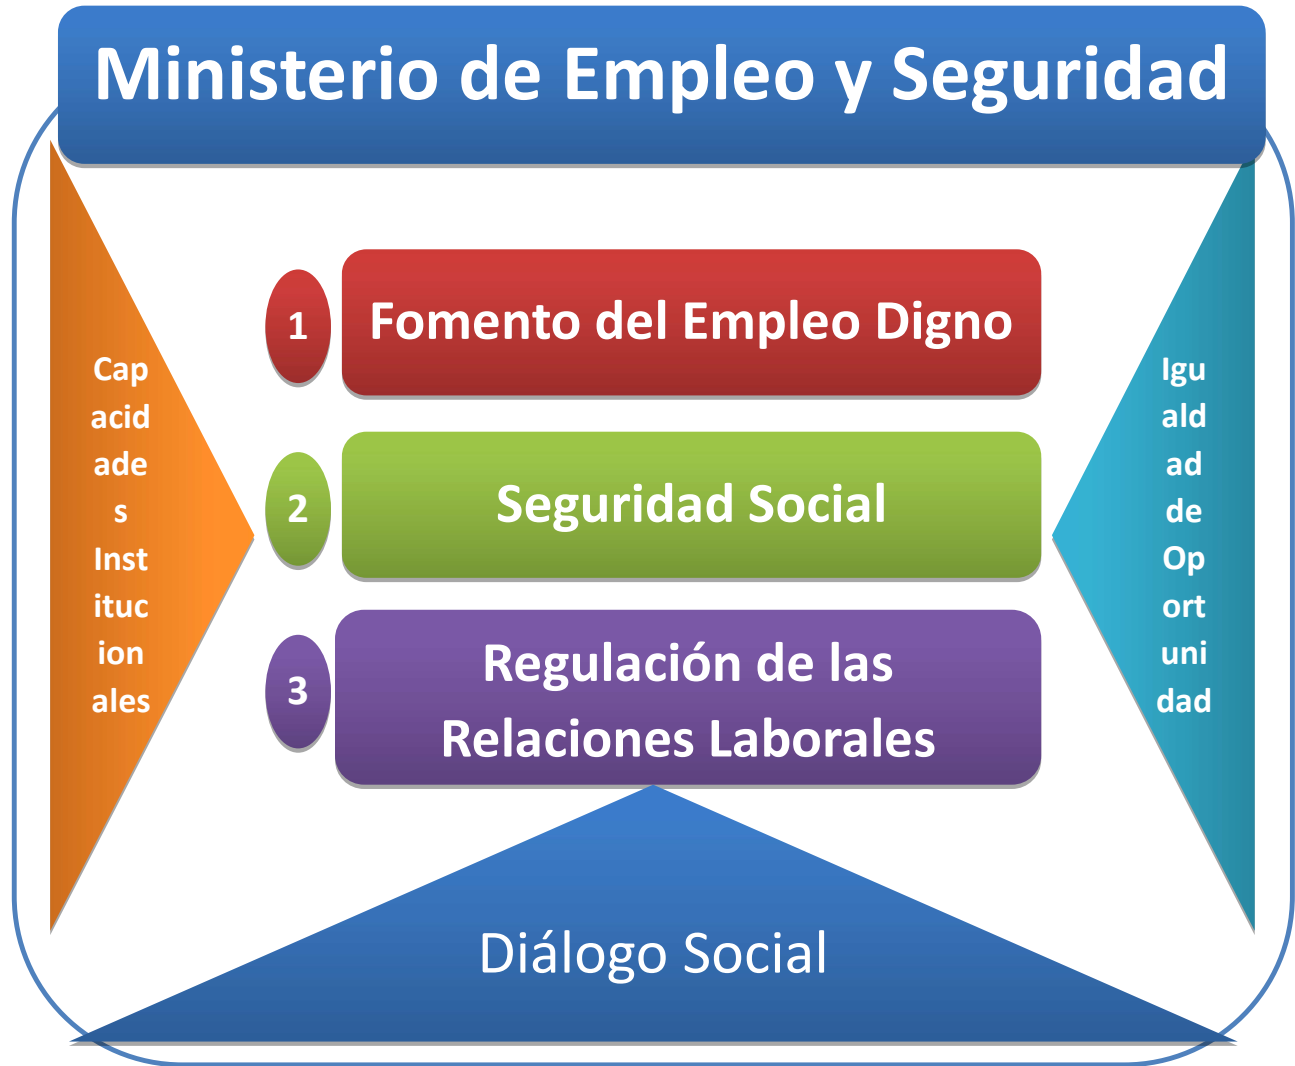 Ministerio de Empleo y Seguridad
1
Fomento del Empleo Digno
2
Seguridad Social
3
Regulación de las
Relaciones Laborales
Cap
acid
ade
s
Inst
ituc
ion
ales
Igu
ald
ad
de
Op
ort
uni
dad
Diálogo Social